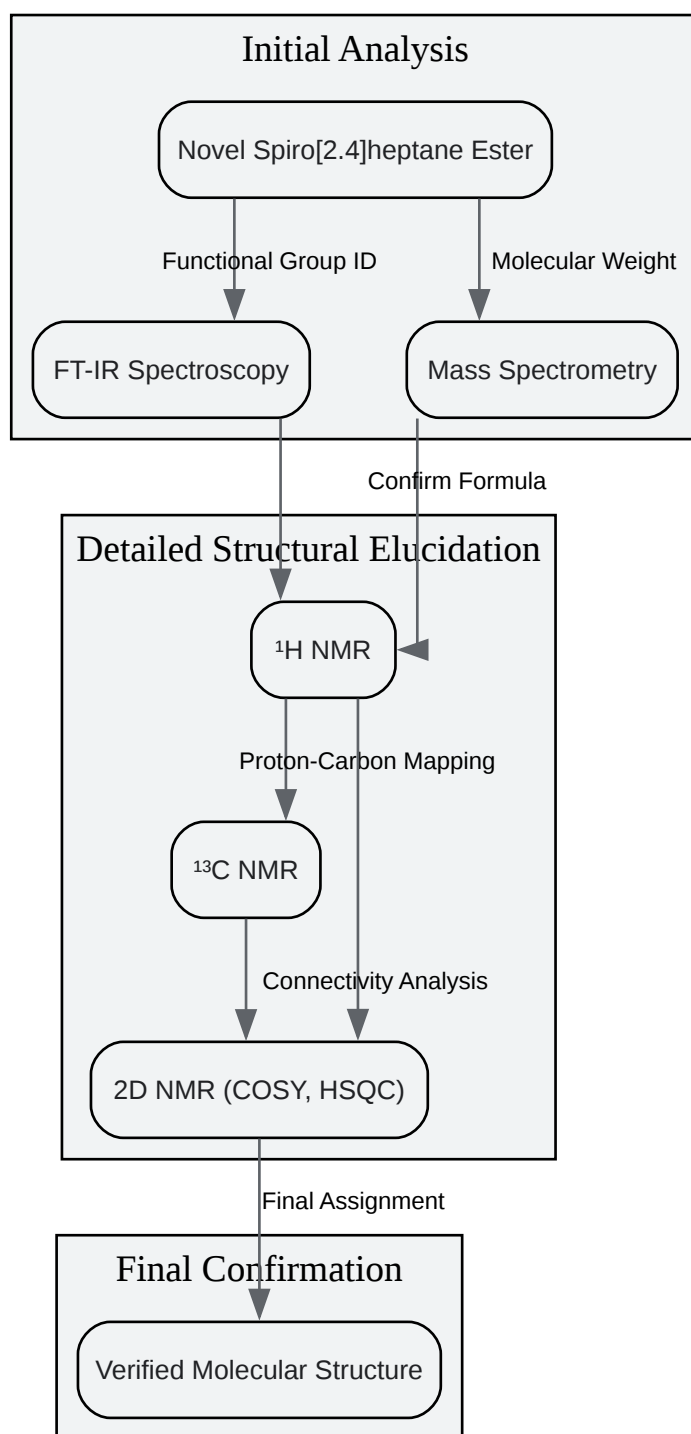 Initial Analysis
Novel Spiro[2.4]heptane Ester
Functional Group ID
Molecular Weight
FT-IR Spectroscopy
Mass Spectrometry
Confirm Formula
Detailed Structural Elucidation
¹H NMR
Proton-Carbon Mapping
¹³C NMR
Connectivity Analysis
2D NMR (COSY, HSQC)
Final Assignment
Final Confirmation
Verified Molecular Structure